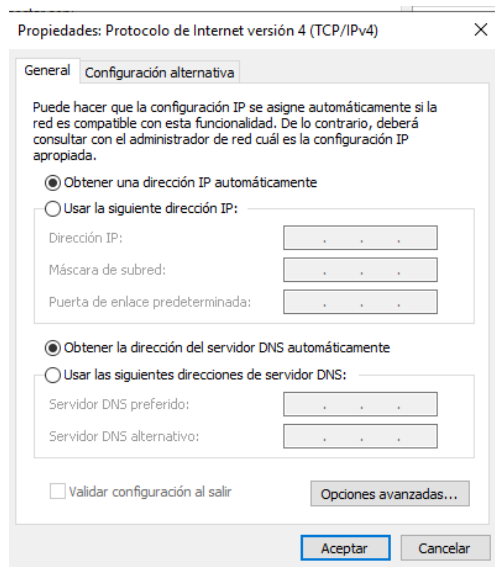 Propiedades: Protocolo de Internet versión 4 (TCP/IPv4)
General
Configuración alternativa
Puede hacer que la configuración IP se asigne automáticamente si la
red es compatible con esta funcionalidad. De lo contrario, deberá
consultar con el administrador de red cuál es la configuración IP
apropiada.
Obtener una dirección IP automáticamente
Usar la siguiente dirección IP:
Dirección IP:
Máscara de subred:
Puerta de enlace predeterminada:
Obtener la dirección del servidor DNS automáticamente
Usar las siguientes direcciones de servidor DNS:
Servidor DNS preferido:
Servidor DNS alternativo:
Validar configuración al salir
Opciones avanzadas...
Aceptar
Cancelar